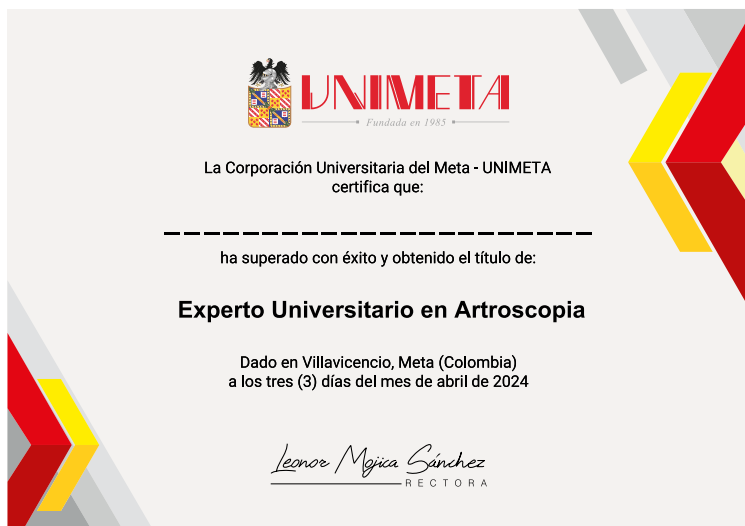 UNIMETA
Fundada en 1985
La Corporación Universitaria del Meta - UNIMETA
certifica que:
ha superado con éxito y obtenido el título de:
Experto Universitario en Artroscopia
Dado en Villavicencio, Meta (Colombia)
a los tres (3) días del mes de abril de 2024
Leonor Mojica Sánchez
RECTORA